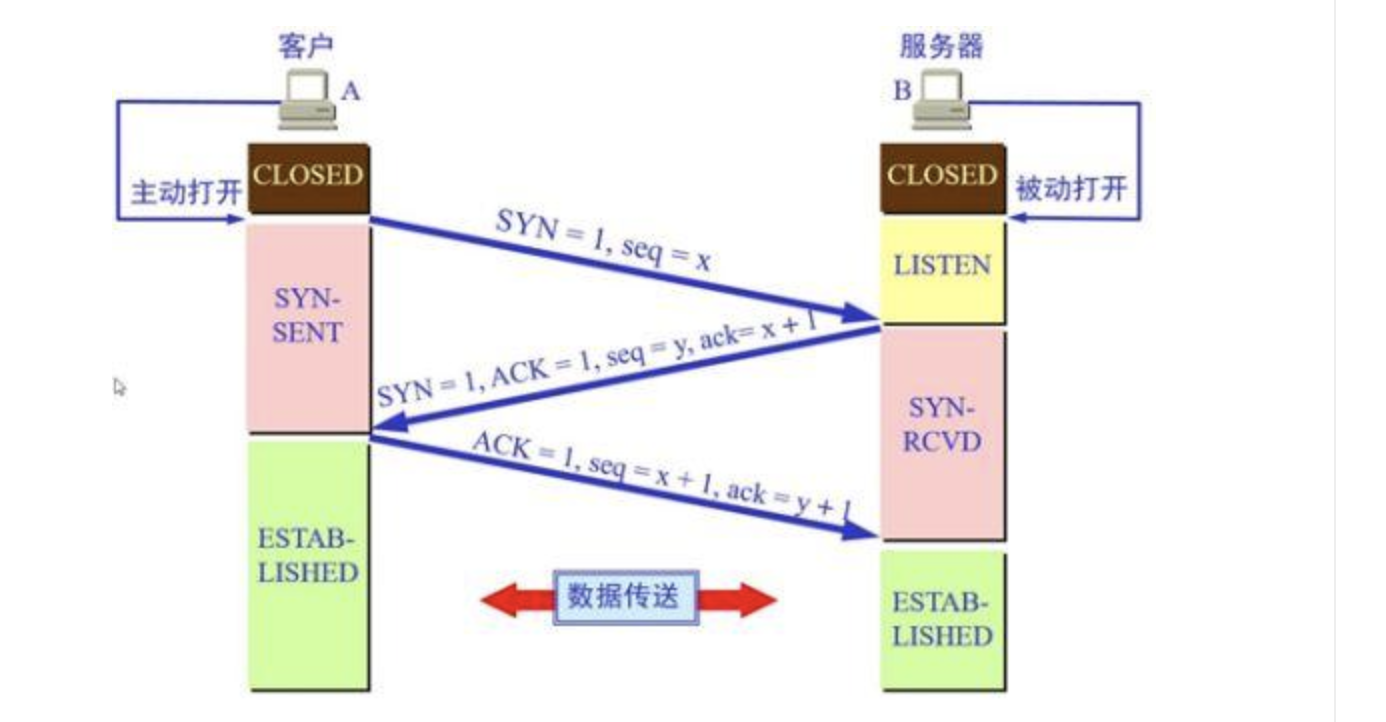 客户
服务器
A
B
CLOSED
CLOSED
主动打开
被动打开
SYN = 1, seq = x
LISTEN
SYN-
SENT
SYN = 1, ACK = 1, seq = y, ack= x + 1
SYN-
RCVD
ACK = 1, seq = x + 1, ack = y + 1
ESTAB-
LISHED
数据传送
ESTAB-
LISHED